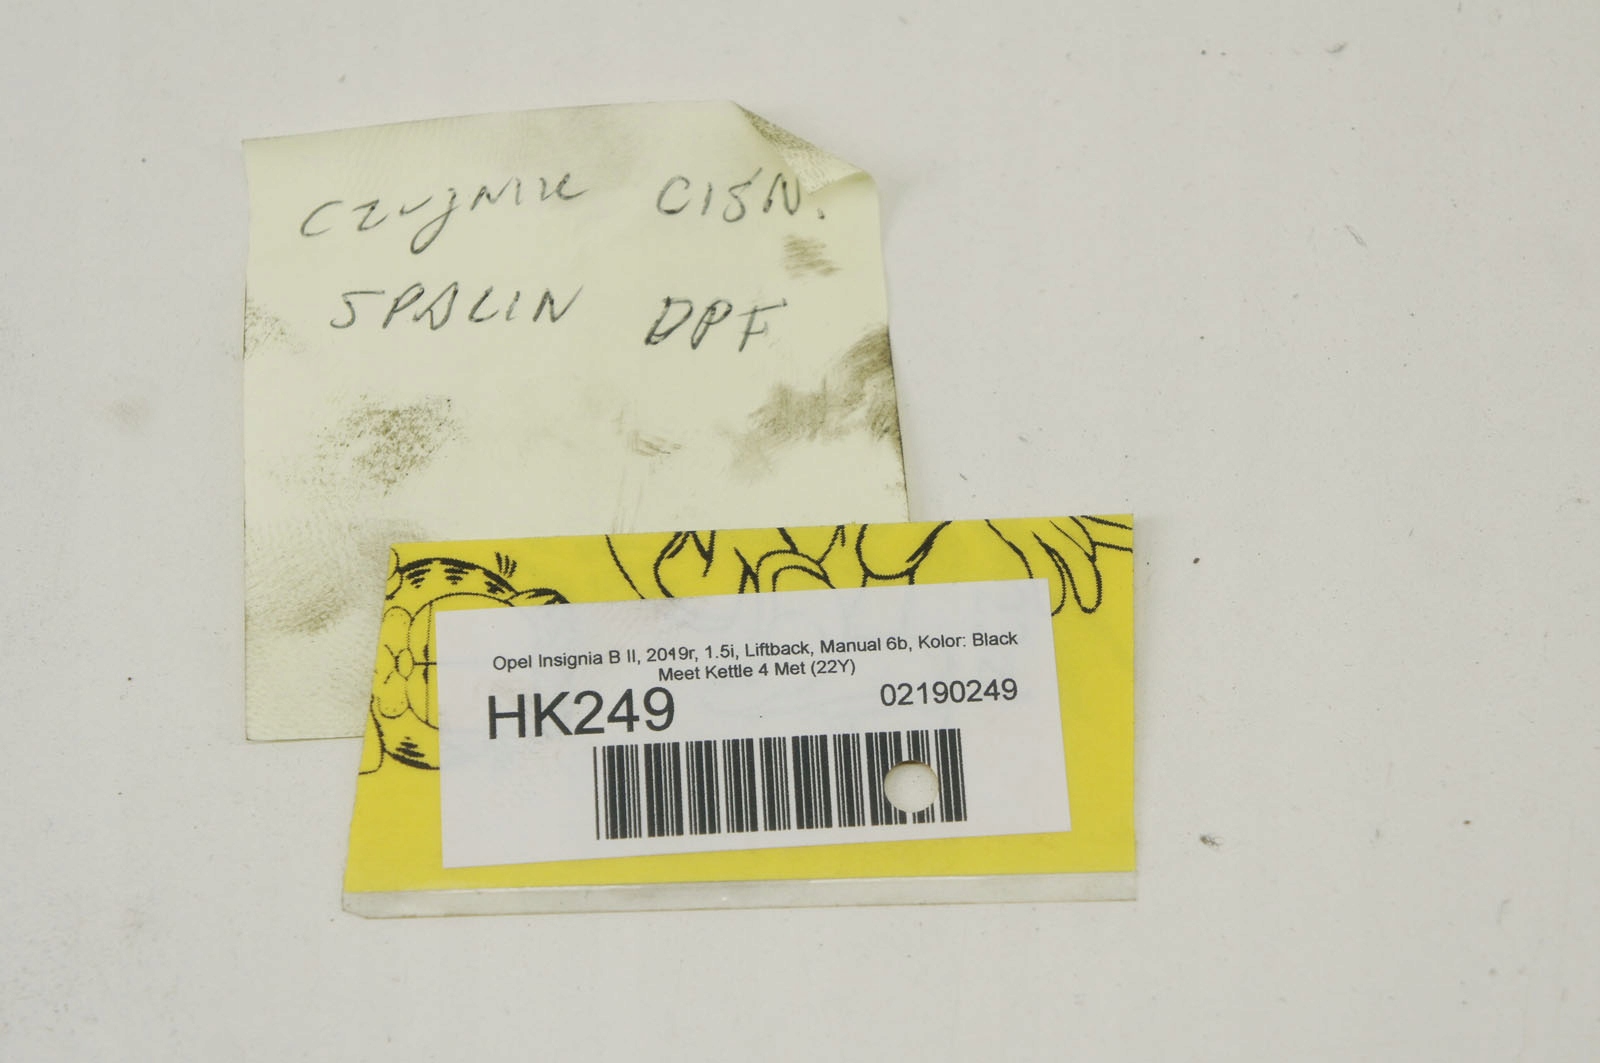 Czujnik CIŚN.
SPALIN DPF
Opel Insignia B II, 2019r, 1.5i, Liftback, Manual 6b, Kolor: Black
Meet Kettle 4 Met (22Y)
HK249
02190249